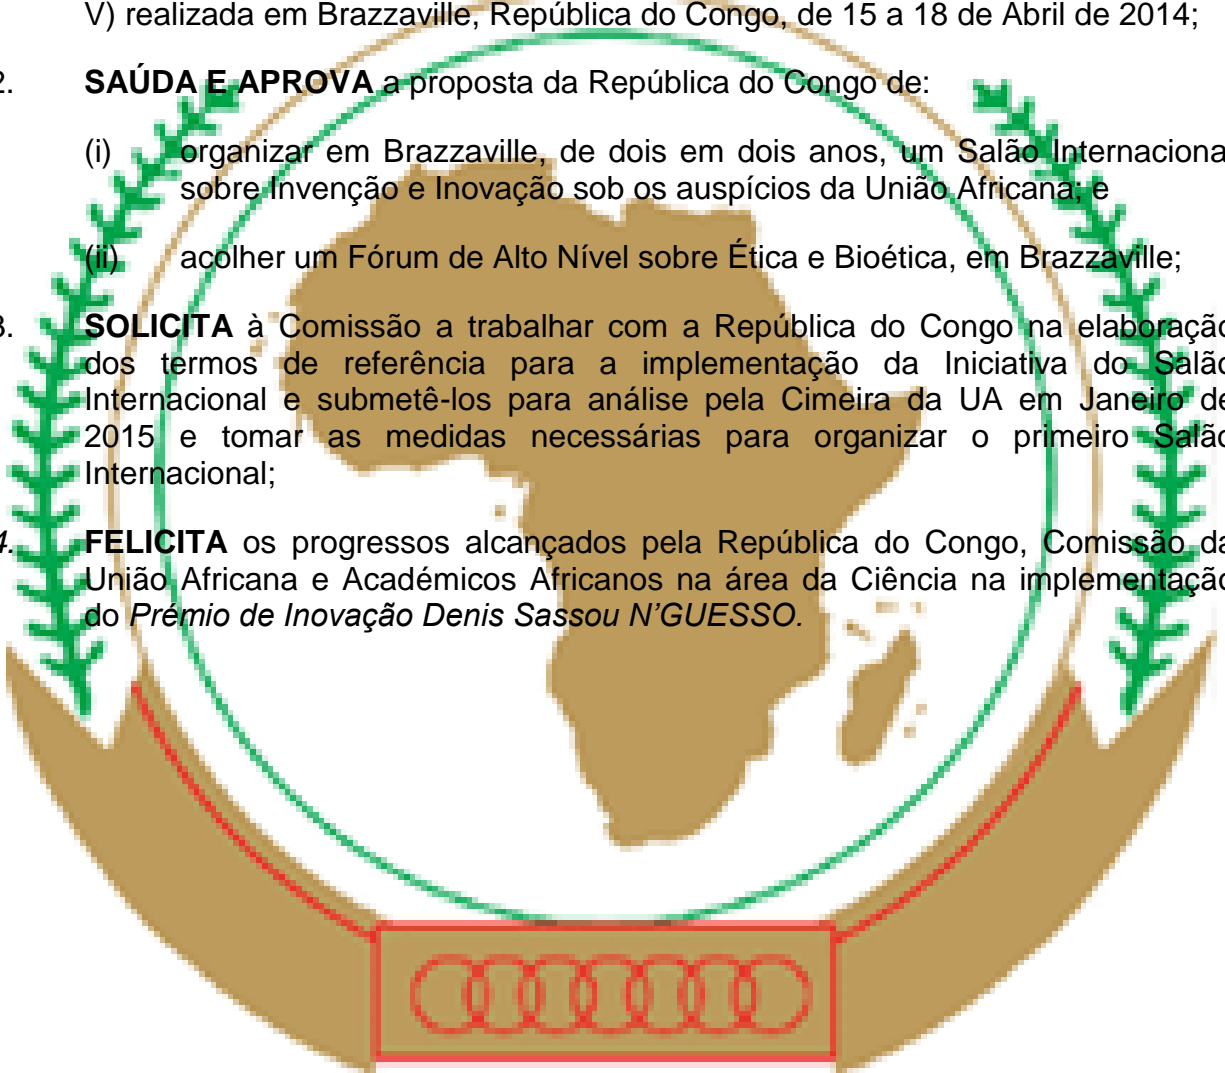 V) realizada em Brazzaville, República do Congo, de 15 a 18 de Abril de 2014;
2. SAÚDA E APROVA a proposta da República do Congo de:
(i) organizar em Brazzaville, de dois em dois anos, um Salão Internaciona
sobre Invenção e Inovação sob os auspícios da União Africana; e
(ii) acolher um Fórum de Alto Nível sobre Ética e Bioética, em Brazzaville;
3. SOLICITA à Comissão a trabalhar com a República do Congo na elaboração
dos termos de referência para a implementação da Iniciativa do Salão
Internacional e submetê-los para análise pela Cimeira da UA em Janeiro de
2015 e tomar as medidas necessárias para organizar o primeiro Salão
Internacional;
4. FELICITA os progressos alcançados pela República do Congo, Comissão da
União Africana e Académicos Africanos na área da Ciência na implementação
do Prémio de Inovação Denis Sassou N’GUESSO.